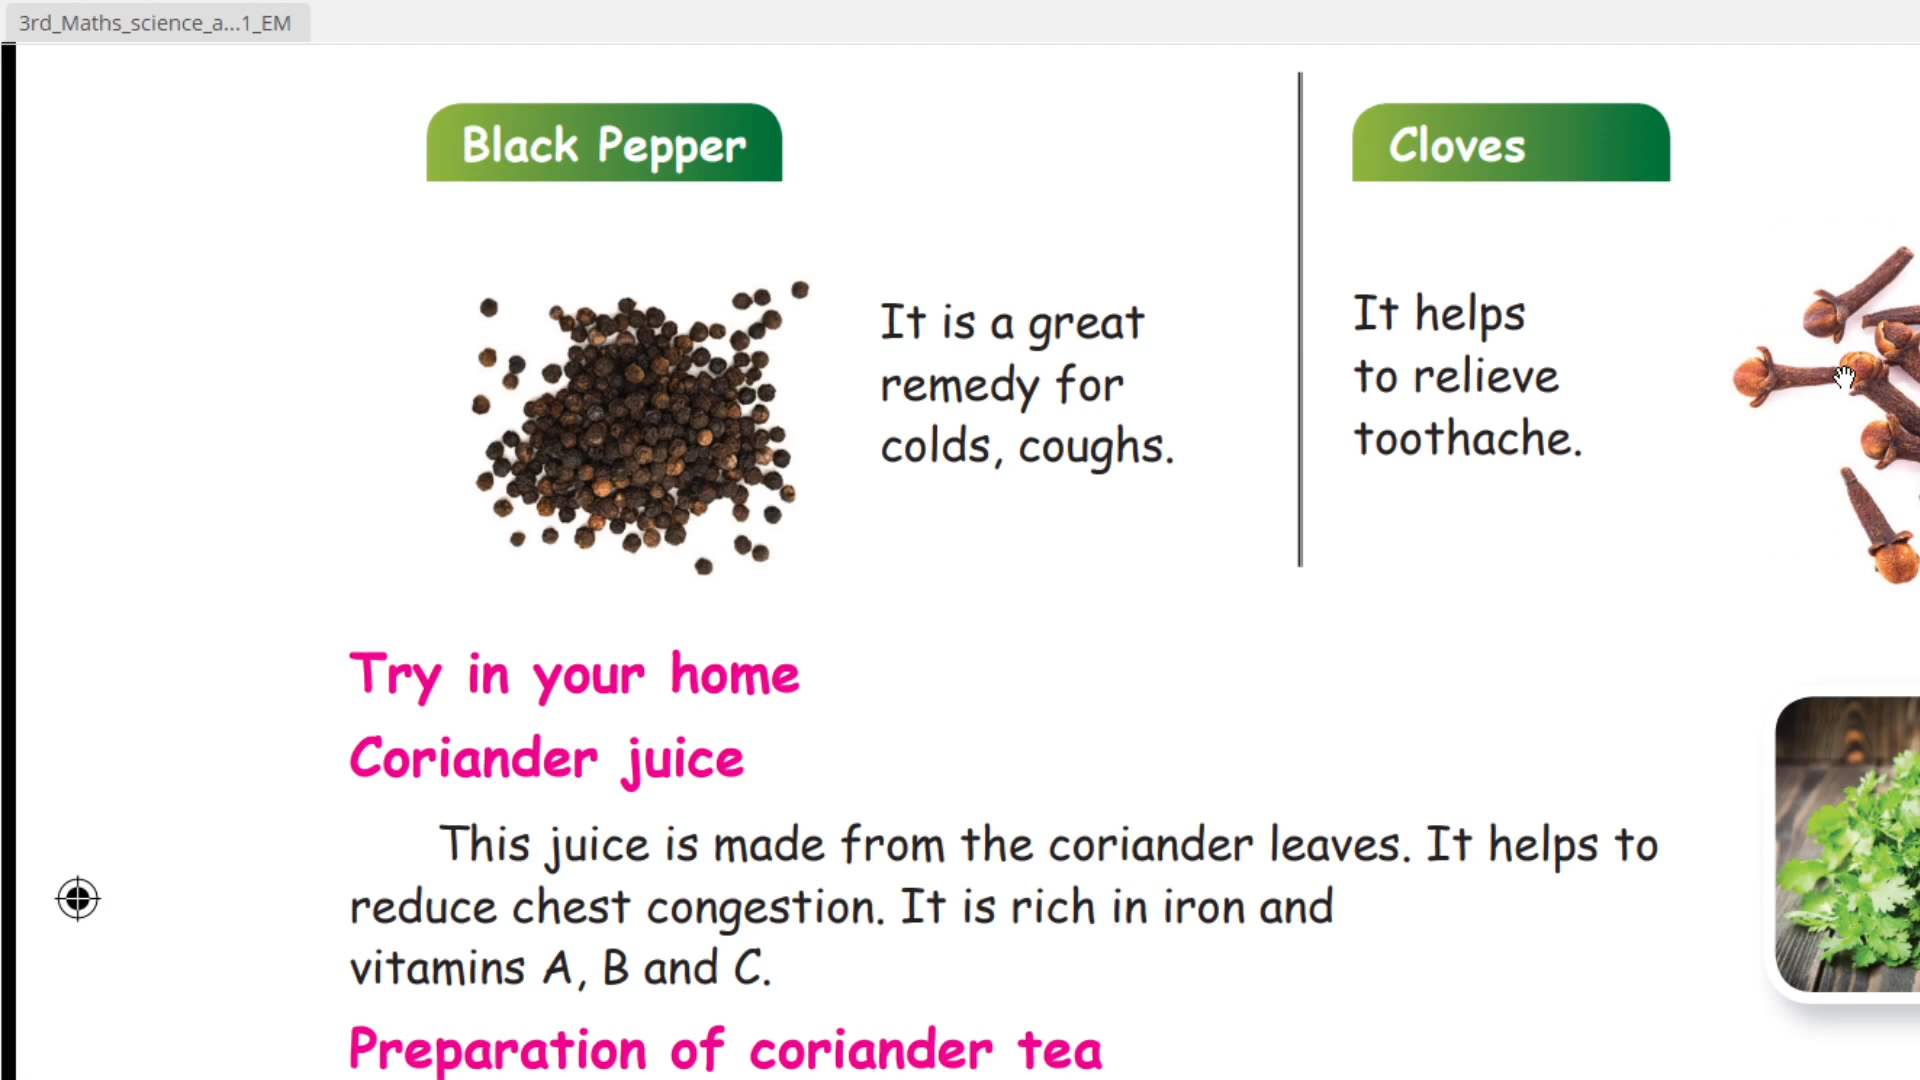 3rd_Maths_science_a...1_EM
Black Pepper
It is a great
remedy for
colds, coughs.
Cloves
It helps
to relieve
toothache.
Try in your home
Coriander juice
This juice is made from the coriander leaves. It helps to
reduce chest congestion. It is rich in iron and
vitamins A, B and C.
Preparation of coriander tea